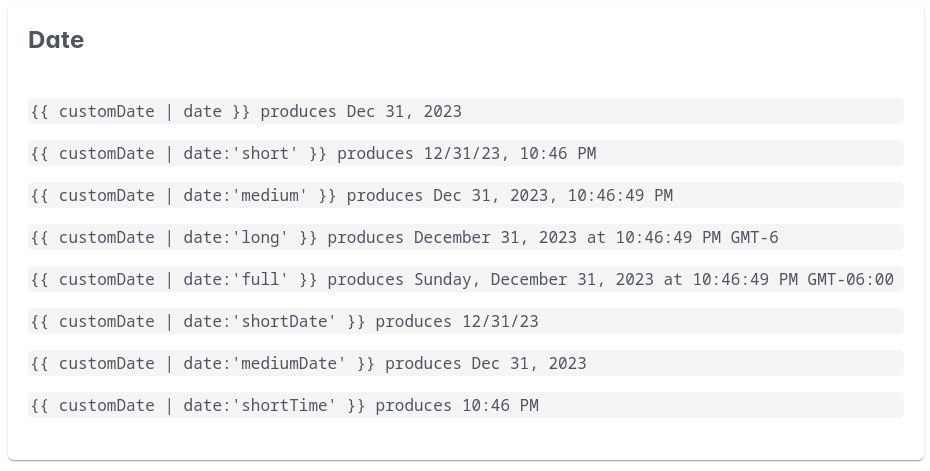 Date
{{ customDate | date }} produces Dec 31, 2023
{{ customDate | date:'short' }} produces 12/31/23, 10:46 PM
{{ customDate | date:'medium' }} produces Dec 31, 2023, 10:46:49 PM
{{ customDate | date:'long' }} produces December 31, 2023 at 10:46:49 PM GMT-6
{{ customDate | date:'full' }} produces Sunday, December 31, 2023 at 10:46:49 PM GMT-06:00
{{ customDate | date:'shortDate' }} produces 12/31/23
{{ customDate | date:'mediumDate' }} produces Dec 31, 2023
{{ customDate | date:'shortTime' }} produces 10:46 PM